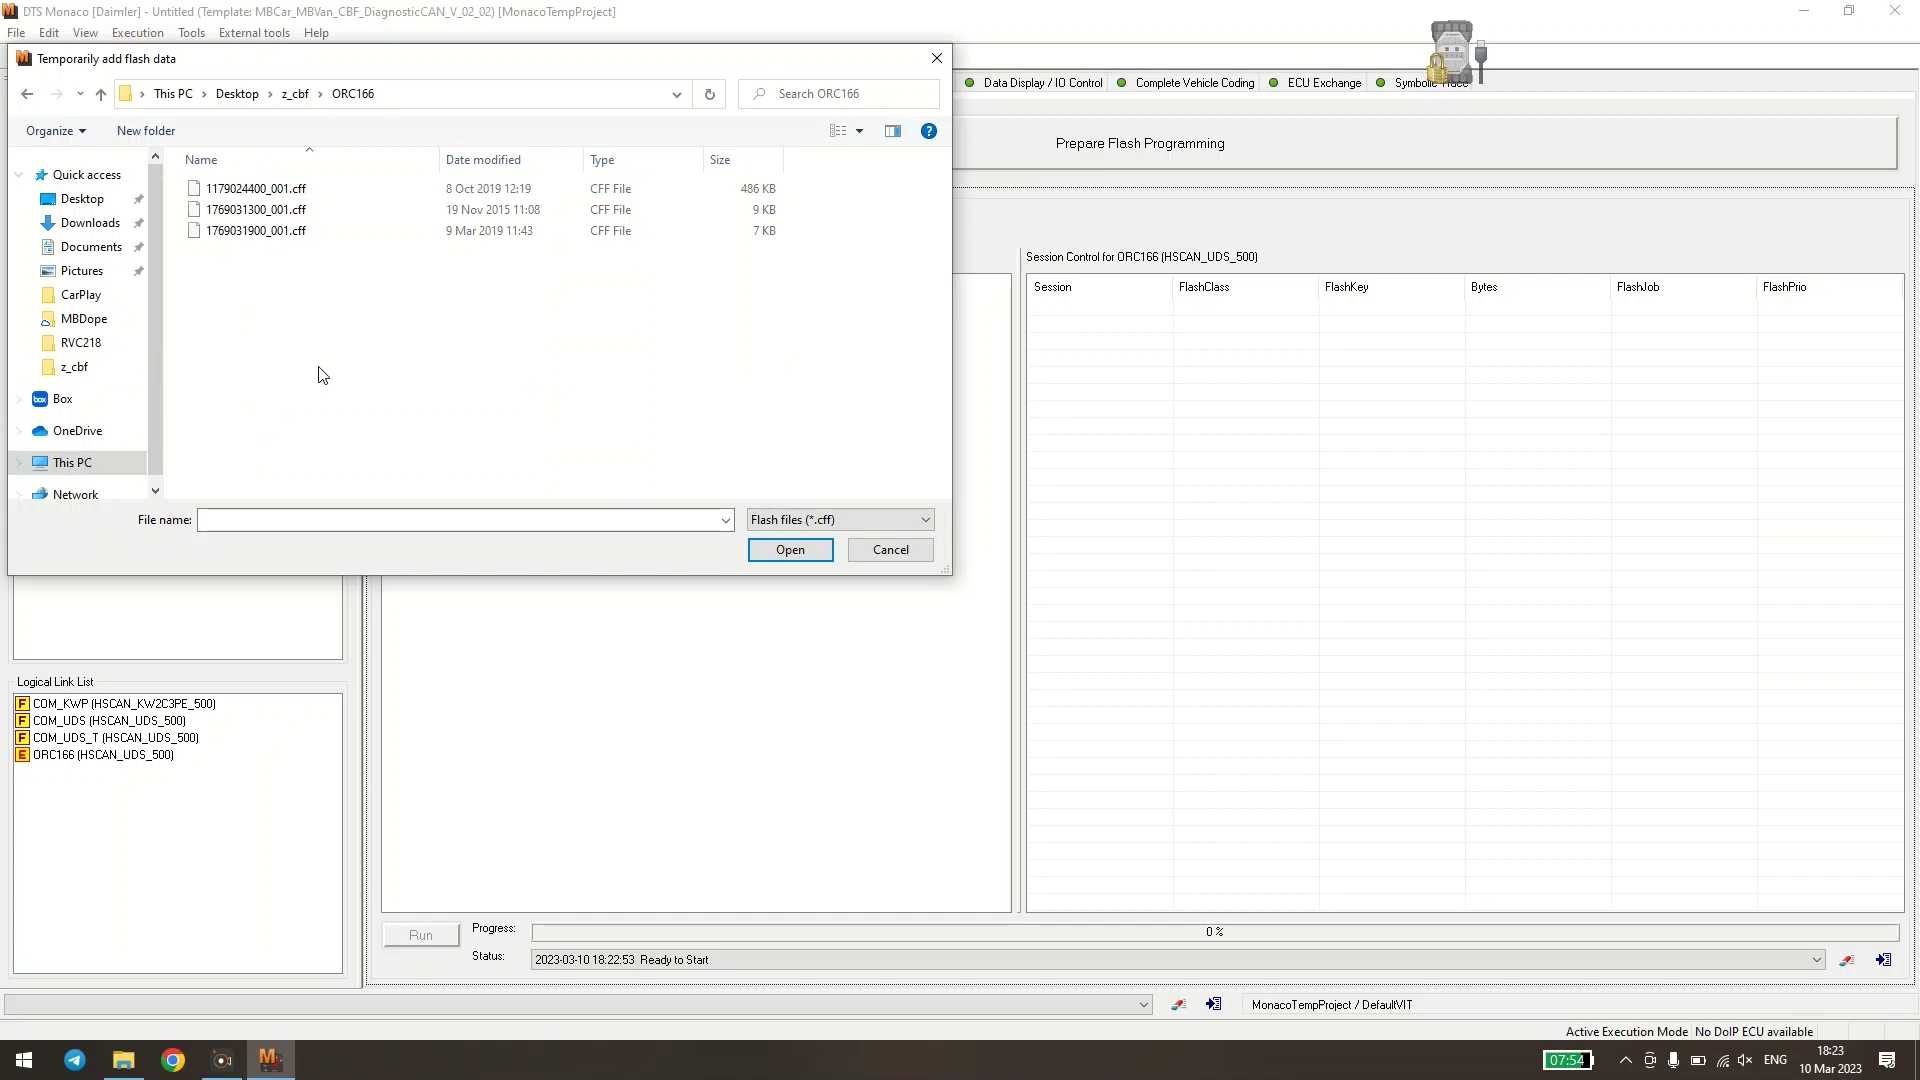 DTS Monaco [Daimler] - Untitled (Template: MBCar_MBVan_CBF_DiagnosticCAN_V_02_02) [MonacoTempProject]
File Edit View Execution Tools External tools Help
Temporarily add flash data
This PC Desktop z_cbf ORC166 Search ORC166
Data Display / IO Control Complete Vehicle Coding ECU Exchange Symbolic Trace
Organize New folder
Prepare Flash Programming
Name Date modified Type Size
1179024400_001.cff 8 Oct 2019 12:19 CFF File 486 KB
1769031300_001.cff 19 Nov 2015 11:08 CFF File 9 KB
1769031900_001.cff 9 Mar 2019 11:43 CFF File 7 KB
Quick access
Desktop
Downloads
Documents
Pictures
CarPlay
MBDope
RVC218
z_cbf
box Box
OneDrive
This PC
Network
Session Control for ORC166 (HSCAN_UDS_500)
Session FlashClass FlashKey Bytes FlashJob FlashPrio
File name: Flash files (*.cff)
Open Cancel
Logical Link List
F COM_KWP (HSCAN_KW2C3PE_500)
F COM_UDS (HSCAN_UDS_500)
F COM_UDS_T (HSCAN_UDS_500)
E ORC166 (HSCAN_UDS_500)
Run Progress: 0 %
Status: 2023-03-10 18:22:53 Ready to Start
MonacoTempProject / DefaultVIT
Active Execution Mode No DoIP ECU available
07:54 ENG 18:23
10 Mar 2023